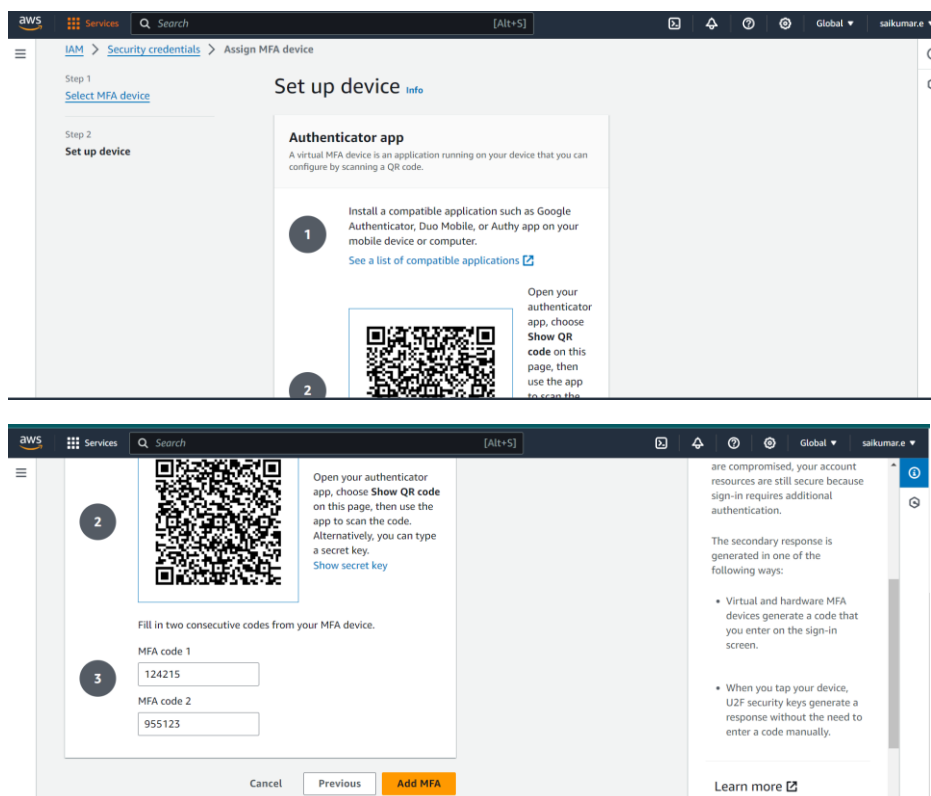 aws Services Search [Alt+S] Global saikumar.e
IAM > Security credentials > Assign MFA device
Step 1
Select MFA device
Step 2
Set up device
Set up device Info
Authenticator app
A virtual MFA device is an application running on your device that you can
configure by scanning a QR code.
1
Install a compatible application such as Google
Authenticator, Duo Mobile, or Authy app on your
mobile device or computer.
See a list of compatible applications
2
Open your
authenticator
app, choose
Show QR
code on this
page, then
use the app
to scan the
aws Services Search [Alt+S] Global saikumar.e
2
Open your authenticator
app, choose Show QR code
on this page, then use the
app to scan the code.
Alternatively, you can type
a secret key.
Show secret key
Fill in two consecutive codes from your MFA device.
3
MFA code 1
124215
MFA code 2
955123
Cancel Previous Add MFA
are compromised, your account
resources are still secure because
sign-in requires additional
authentication.
The secondary response is
generated in one of the
following ways:
• Virtual and hardware MFA
devices generate a code that
you enter on the sign-in
screen.
• When you tap your device,
U2F security keys generate a
response without the need to
enter a code manually.
Learn more